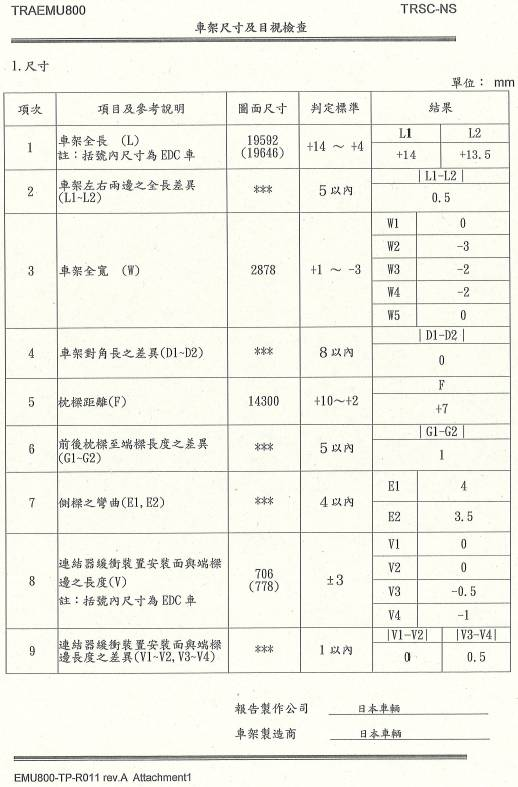 TRAEMU800 TRSC-NS
車架尺寸及目視檢查
1.尺寸
單位： mm
項次 項目及參考說明 圖面尺寸 判定標準 結果
1 車架全長 (L) 註：括號內尺寸為EDC車 19592 (19646) +14 ～ +4 L1 L2
+14 +13.5
2 車架左右兩邊之全長差異 (L1~L2) *** 5以內 |L1-L2|
0.5
3 車架全寬 (W) 2878 +1 ～ -3 W1 0
W2 -3
W3 -2
W4 -2
W5 0
4 車架對角長之差異(D1~D2) *** 8以內 |D1-D2|
0
5 枕樑距離(F) 14300 +10～+2 F
+7
6 前後枕樑至端樑長度之差異 (G1~G2) *** 5以內 |G1-G2|
1
7 側樑之彎曲(E1,E2) *** 4以內 E1 4
E2 3.5
8 連結器緩衝裝置安裝面與端樑邊之長度(V) 註：括號內尺寸為EDC車 706 (778) ±3 V1 0
V2 0
V3 -0.5
V4 -1
9 連結器緩衝裝置安裝面與端樑邊長度之差異(V1~V2,V3~V4) *** 1以內 |V1-V2| |V3-V4|
0 0.5
報告製作公司 日本車輛
車架製造商 日本車輛
EMU800-TP-R011 rev.A Attachment1